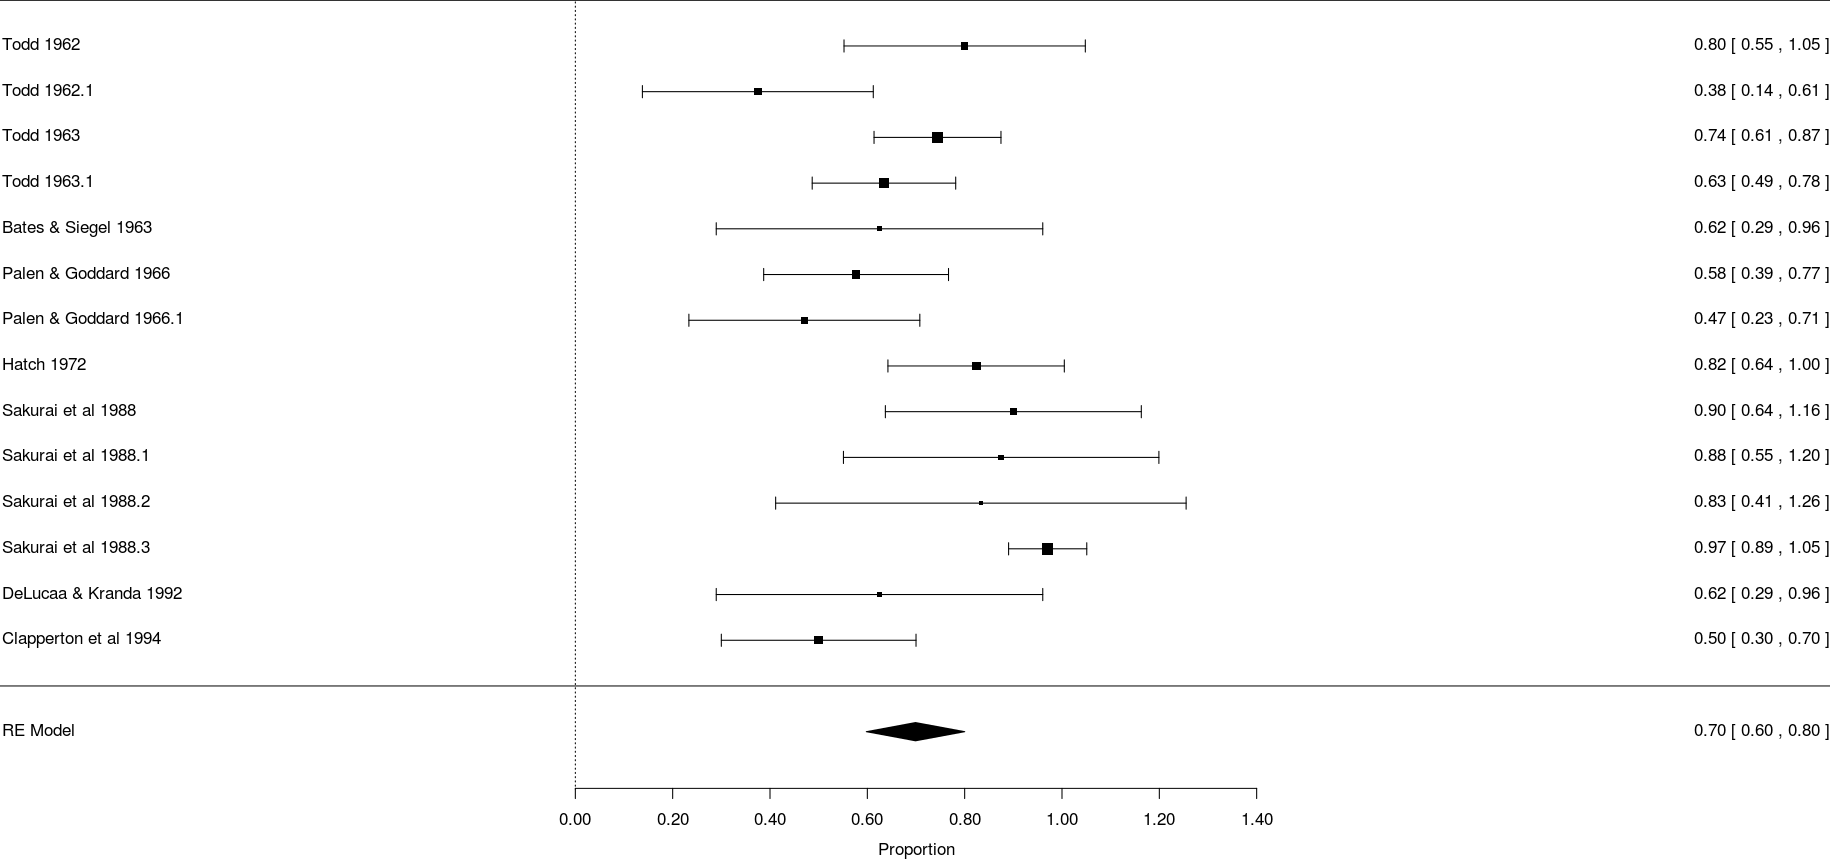 Todd 1962 0.80 [ 0.55 , 1.05 ]
Todd 1962.1 0.38 [ 0.14 , 0.61 ]
Todd 1963 0.74 [ 0.61 , 0.87 ]
Todd 1963.1 0.63 [ 0.49 , 0.78 ]
Bates & Siegel 1963 0.62 [ 0.29 , 0.96 ]
Palen & Goddard 1966 0.58 [ 0.39 , 0.77 ]
Palen & Goddard 1966.1 0.47 [ 0.23 , 0.71 ]
Hatch 1972 0.82 [ 0.64 , 1.00 ]
Sakurai et al 1988 0.90 [ 0.64 , 1.16 ]
Sakurai et al 1988.1 0.88 [ 0.55 , 1.20 ]
Sakurai et al 1988.2 0.83 [ 0.41 , 1.26 ]
Sakurai et al 1988.3 0.97 [ 0.89 , 1.05 ]
DeLucaa & Kranda 1992 0.62 [ 0.29 , 0.96 ]
Clapperton et al 1994 0.50 [ 0.30 , 0.70 ]
RE Model 0.70 [ 0.60 , 0.80 ]
0.00 0.20 0.40 0.60 0.80 1.00 1.20 1.40
Proportion